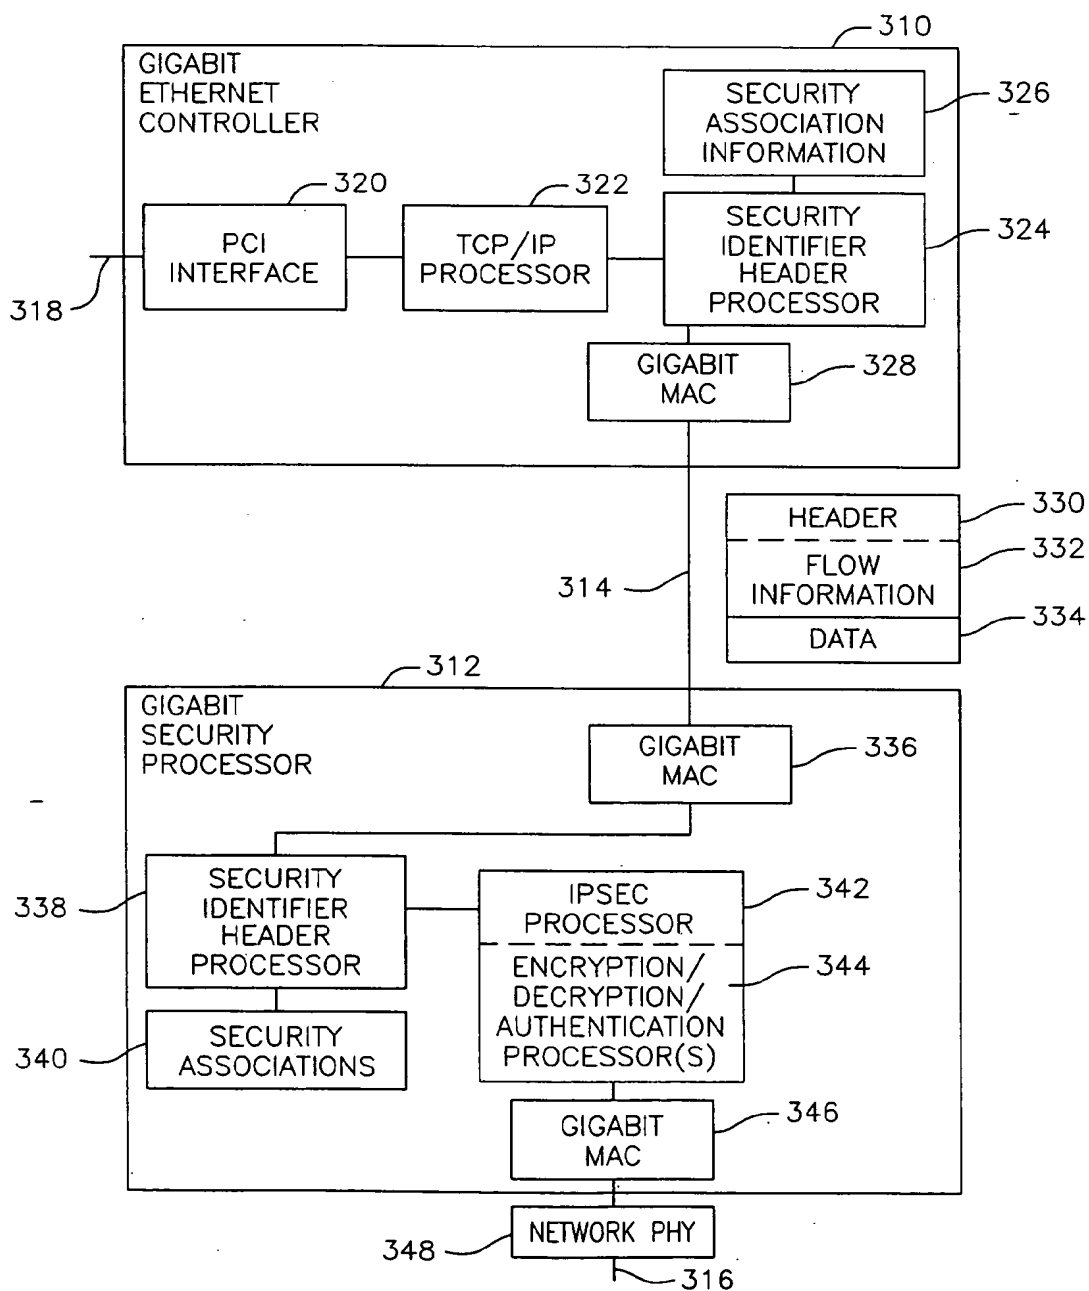 310
GIGABIT
ETHERNET
CONTROLLER
SECURITY
ASSOCIATION
INFORMATION
326
320
322
PCI
INTERFACE
TCP/IP
PROCESSOR
SECURITY
IDENTIFIER
HEADER
PROCESSOR
324
318
GIGABIT
MAC
328
HEADER
330
FLOW
INFORMATION
332
314
DATA
334
312
GIGABIT
SECURITY
PROCESSOR
GIGABIT
MAC
336
338
SECURITY
IDENTIFIER
HEADER
PROCESSOR
IPSEC
PROCESSOR
342
ENCRYPTION/
DECRYPTION/
AUTHENTICATION
PROCESSOR(S)
344
340
SECURITY
ASSOCIATIONS
GIGABIT
MAC
346
348
NETWORK PHY
316